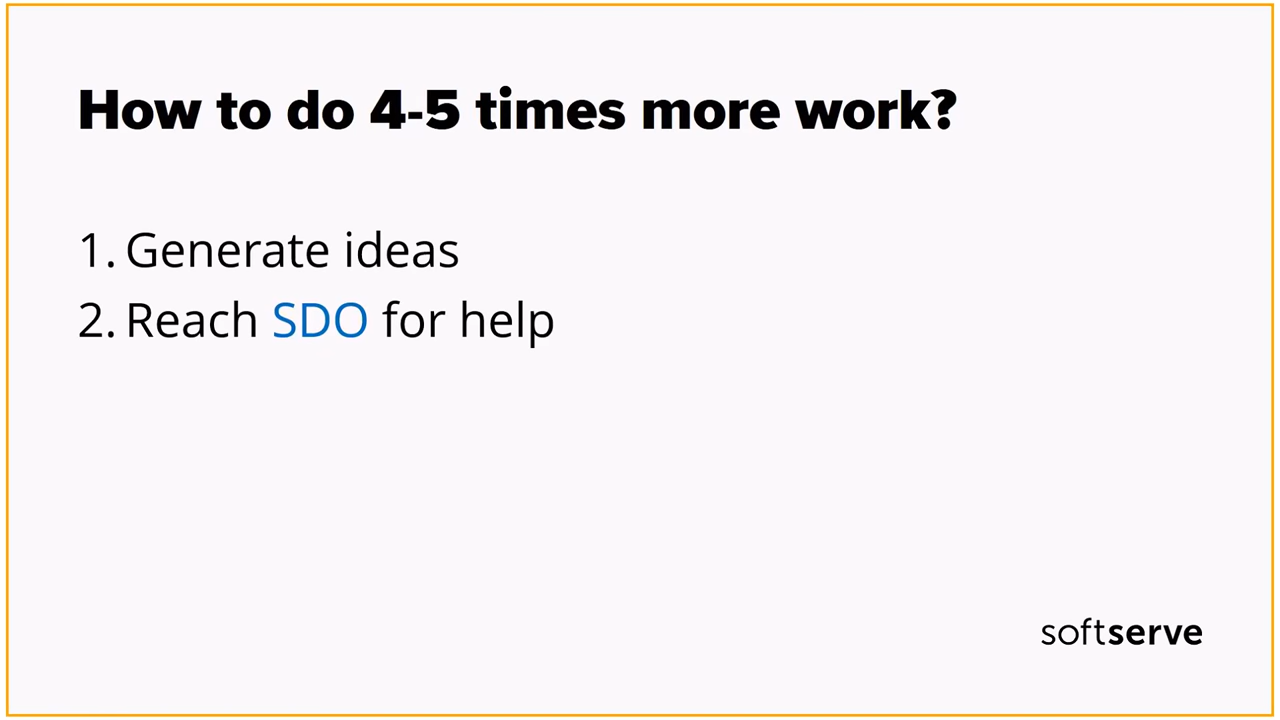 How to do 4-5 times more work?
1. Generate ideas
2. Reach SDO for help
softserve